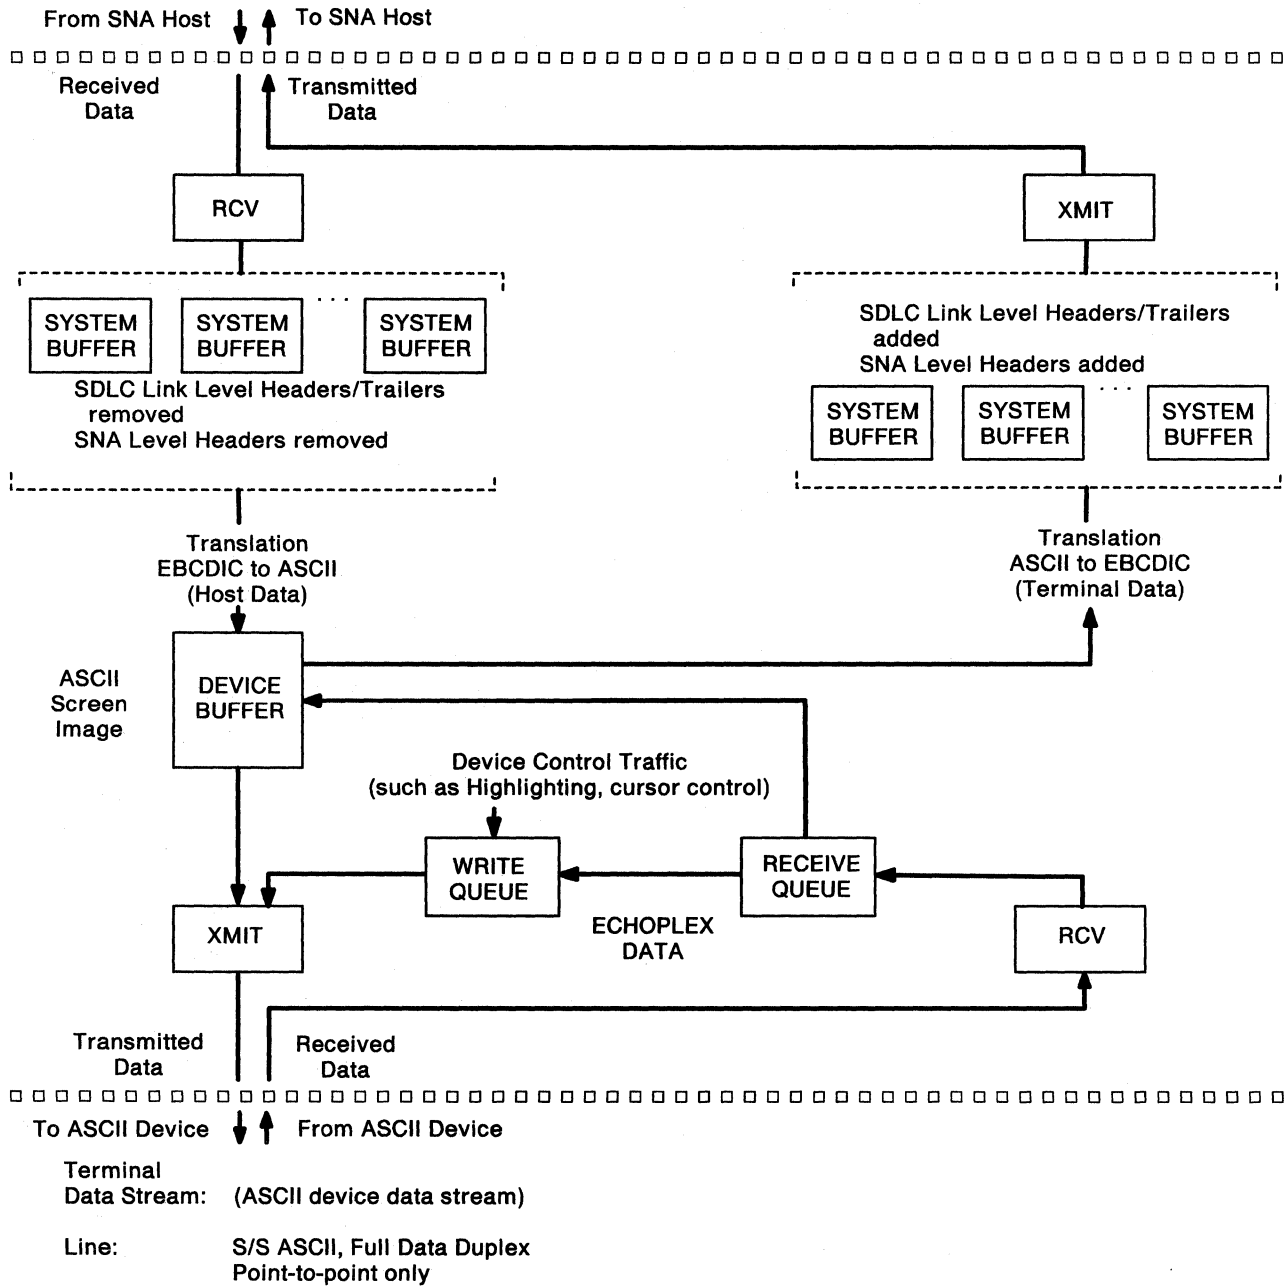 From SNA Host
To SNA Host
Received
Data
Transmitted
Data
RCV
XMIT
SYSTEM
BUFFER
SYSTEM
BUFFER
. . .
SYSTEM
BUFFER
SDLC Link Level Headers/Trailers
removed
SNA Level Headers removed
SDLC Link Level Headers/Trailers
added
SNA Level Headers added
SYSTEM
BUFFER
SYSTEM
BUFFER
. . .
SYSTEM
BUFFER
Translation
EBCDIC to ASCII
(Host Data)
Translation
ASCII to EBCDIC
(Terminal Data)
ASCII
Screen
Image
DEVICE
BUFFER
Device Control Traffic
(such as Highlighting, cursor control)
WRITE
QUEUE
RECEIVE
QUEUE
ECHOPLEX
DATA
XMIT
RCV
Transmitted
Data
Received
Data
To ASCII Device
From ASCII Device
Terminal
Data Stream: (ASCII device data stream)
Line: S/S ASCII, Full Data Duplex
Point-to-point only